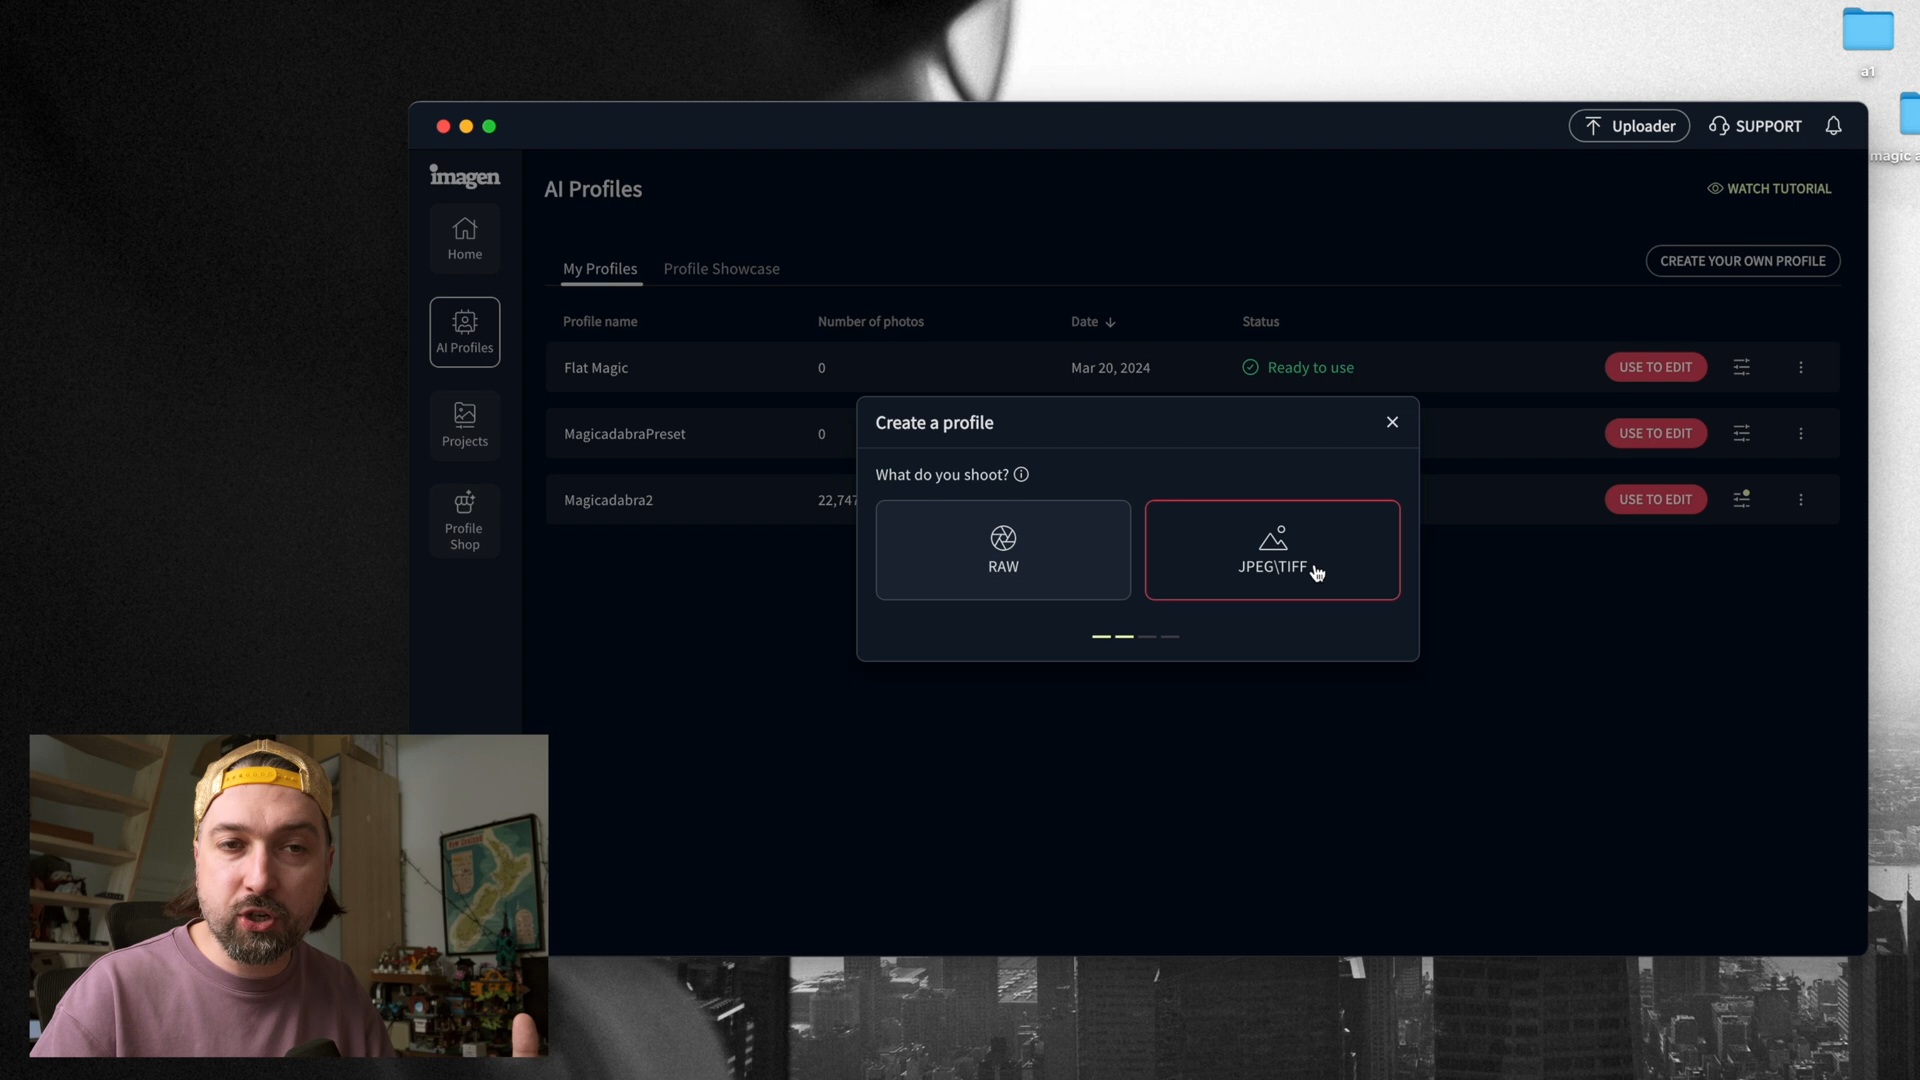 a1
Uploader
SUPPORT
magic a
imagen
AI Profiles
WATCH TUTORIAL
Home
My Profiles
Profile Showcase
CREATE YOUR OWN PROFILE
AI Profiles
Profile name
Number of photos
Date
Status
Flat Magic
0
Mar 20, 2024
Ready to use
USE TO EDIT
Projects
MagicadabraPreset
0
USE TO EDIT
Magicadabra2
22,747
USE TO EDIT
Profile
Shop
Create a profile
What do you shoot?
RAW
JPEG\TIFF